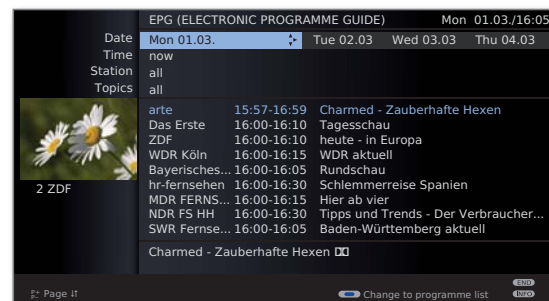 EPG (ELECTRONIC PROGRAMME GUIDE) Mon 01.03./16:05
Date Mon 01.03. Tue 02.03 Wed 03.03 Thu 04.03
Time now
Station all
Topics all
arte 15:57-16:59 Charmed - Zauberhafte Hexen
Das Erste 16:00-16:10 Tagesschau
ZDF 16:00-16:10 heute - in Europa
WDR Köln 16:00-16:15 WDR aktuell
Bayerisches... 16:00-16:05 Rundschau
hr-fernsehen 16:00-16:30 Schlemmerreise Spanien
MDR FERNS... 16:00-16:15 Hier ab vier
NDR FS HH 16:00-16:30 Tipps und Trends - Der Verbraucher...
SWR Fernse... 16:00-16:05 Baden-Württemberg aktuell
2 ZDF
Charmed - Zauberhafte Hexen
END
P+ P- Page Change to programme list INFO